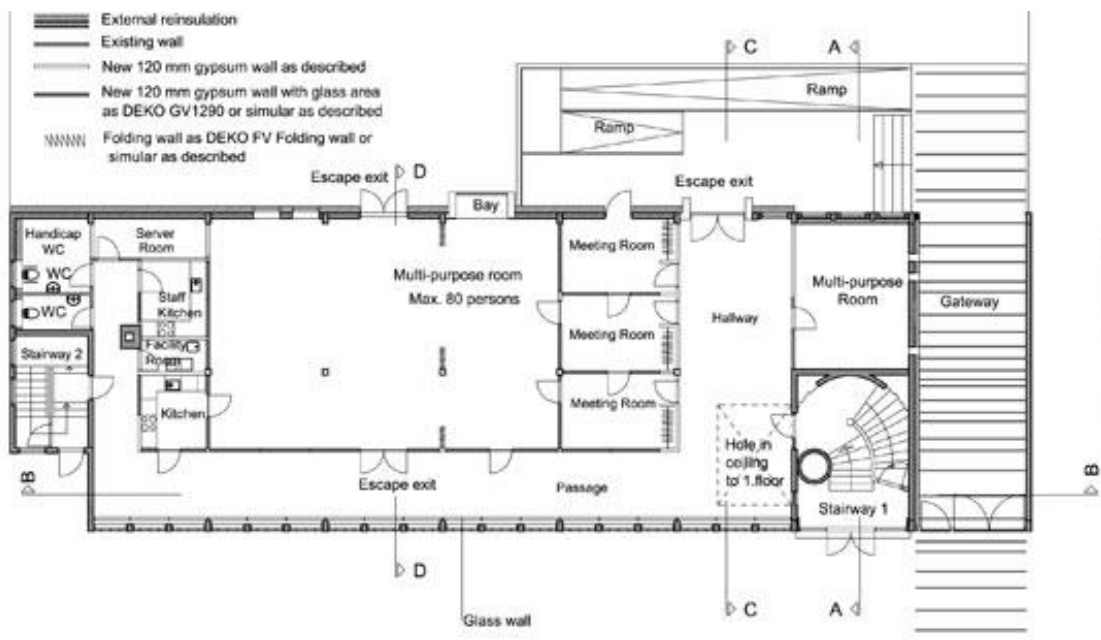 External reinsulation
Existing wall
New 120 mm gypsum wall as described
New 120 mm gypsum wall with glass area
as DEKO GV1290 or simular as described
Folding wall as DEKO FV Folding wall or
simular as described
C
A
Ramp
Ramp
Escape exit
D
Escape exit
Bay
Handicap
WC
WC
WC
Server
Room
Staff
Kitchen
Facility
Room
Kitchen
Stairway 2
Multi-purpose room
Max. 80 persons
Meeting Room
Meeting Room
Meeting Room
Hallway
Multi-purpose
Room
Gateway
Hole in
ceiling
to 1.floor
Stairway 1
B
Escape exit
Passage
B
D
C
A
Glass wall